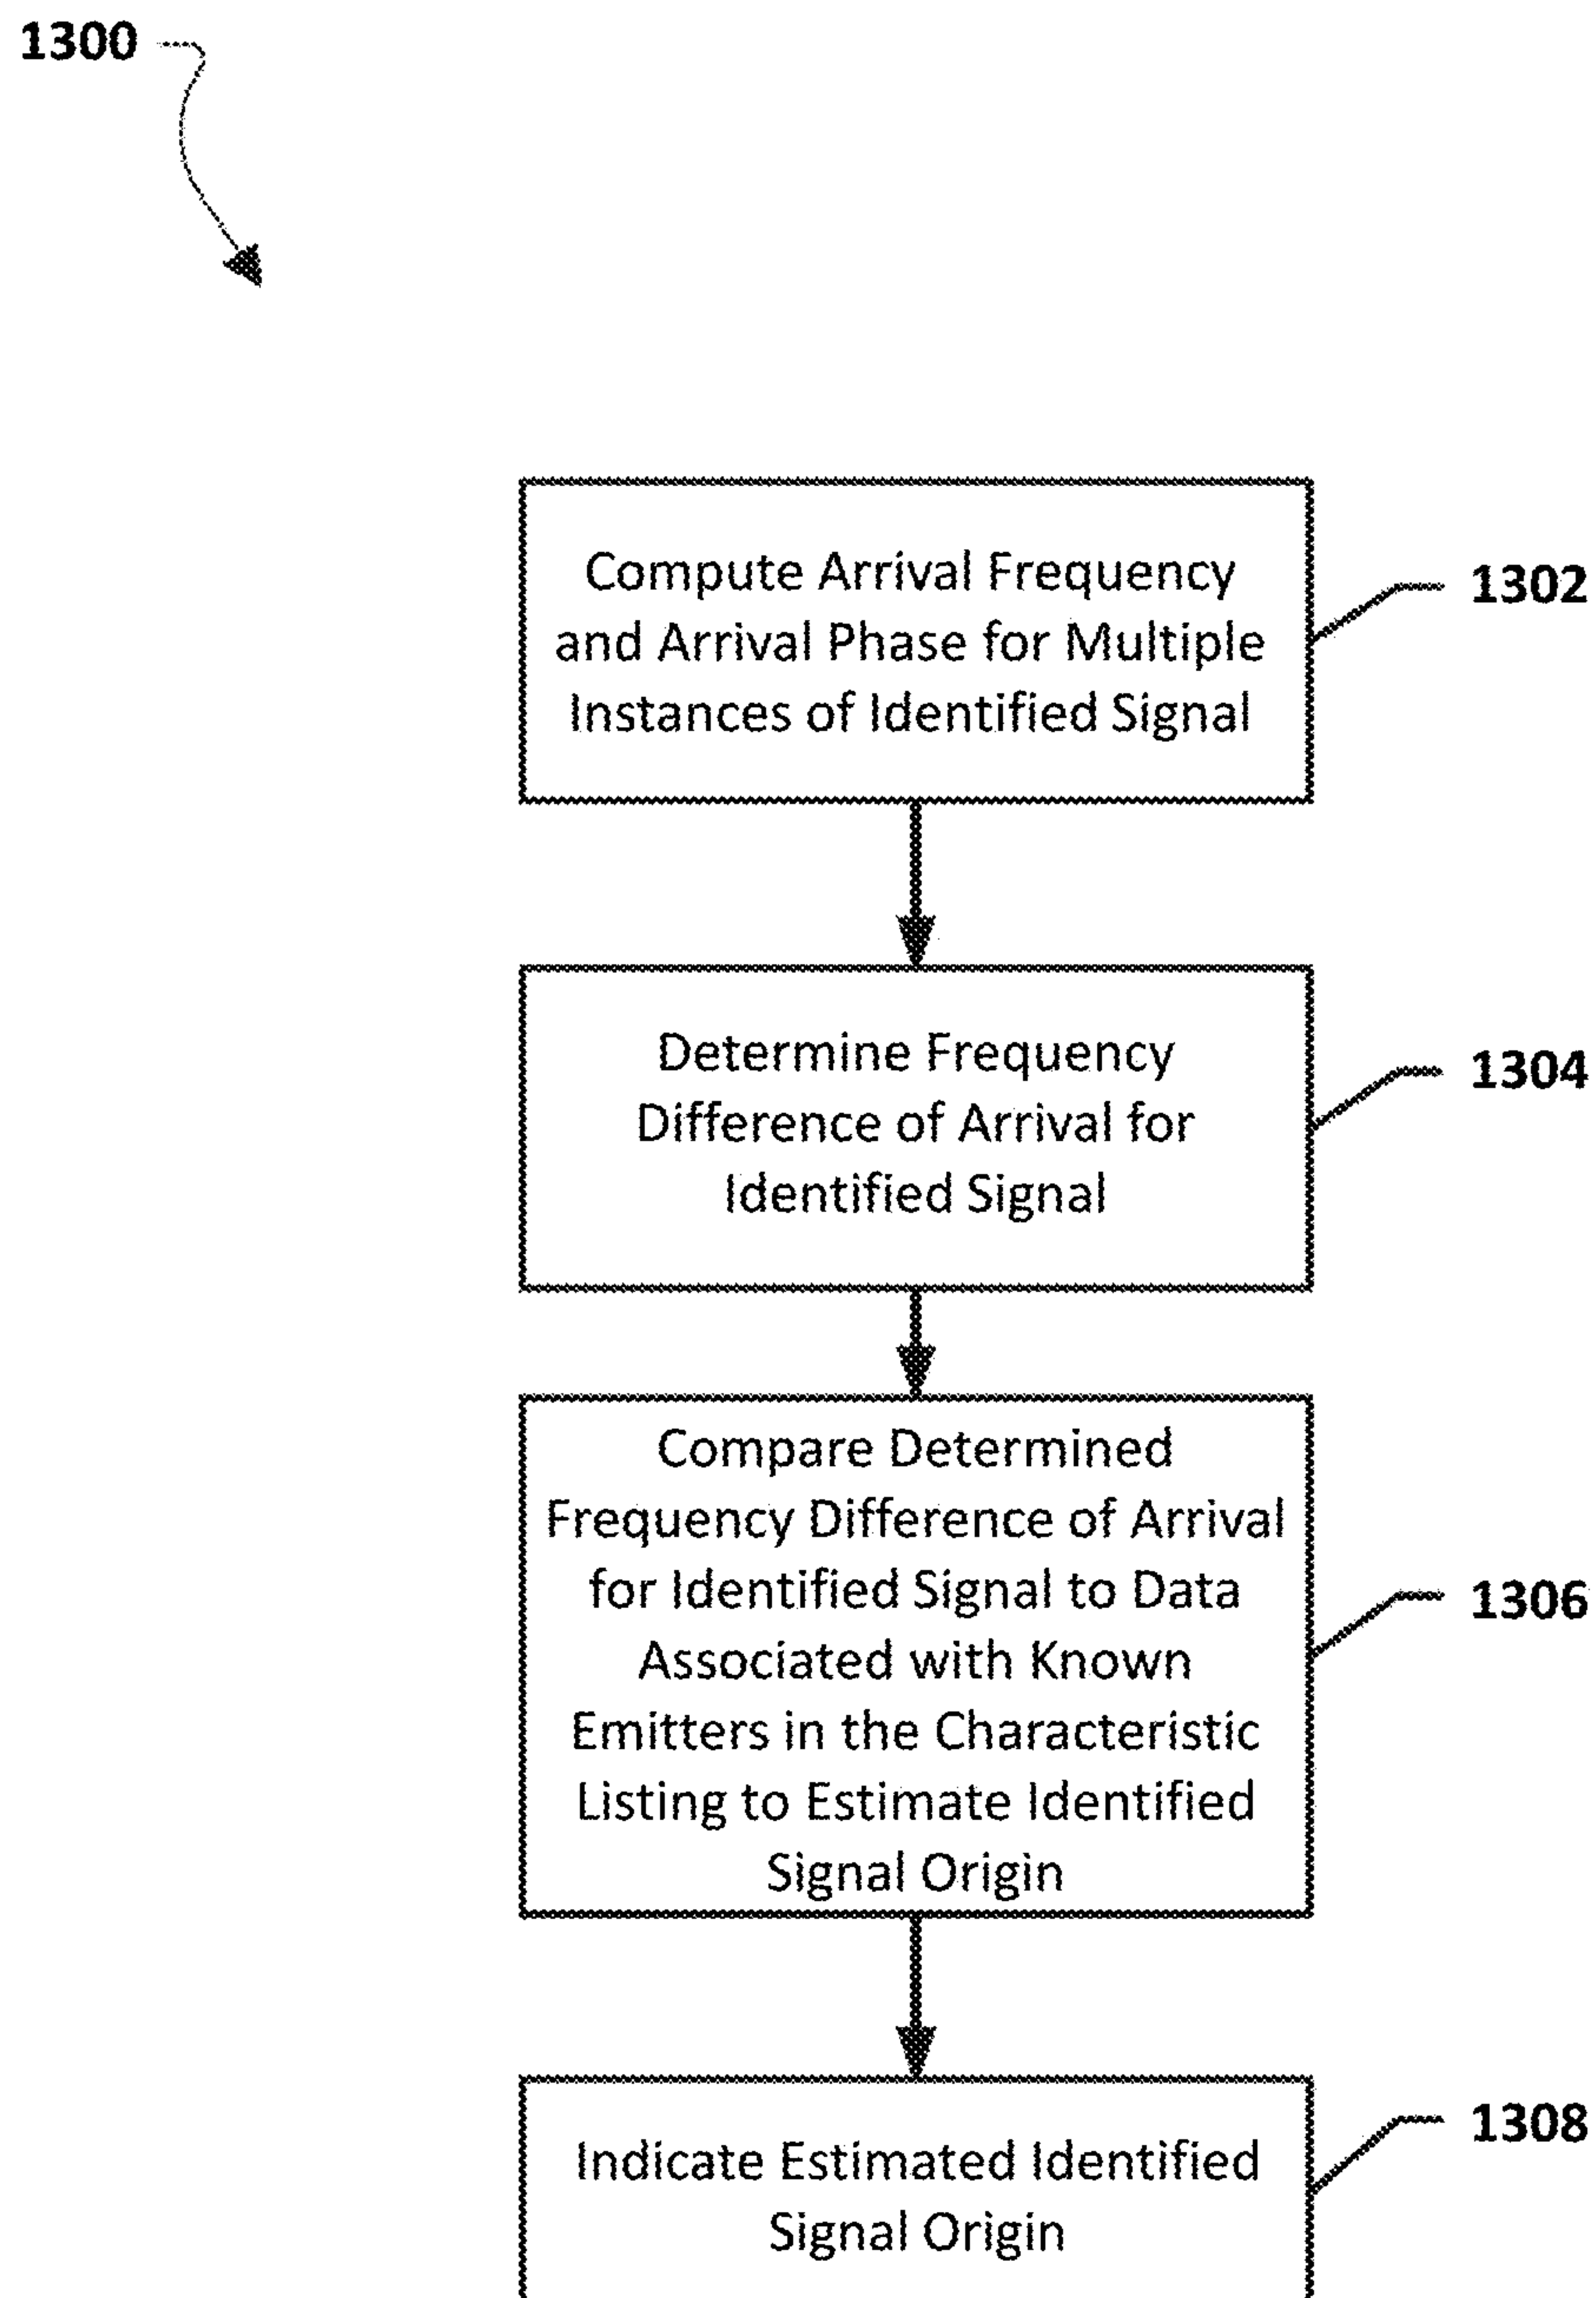 1300
Compute Arrival Frequency
and Arrival Phase for Multiple
Instances of Identified Signal
1302
Determine Frequency
Difference of Arrival for
Identified Signal
1304
Compare Determined
Frequency Difference of Arrival
for Identified Signal to Data
Associated with Known
Emitters in the Characteristic
Listing to Estimate Identified
Signal Origin
1306
Indicate Estimated Identified
Signal Origin
1308